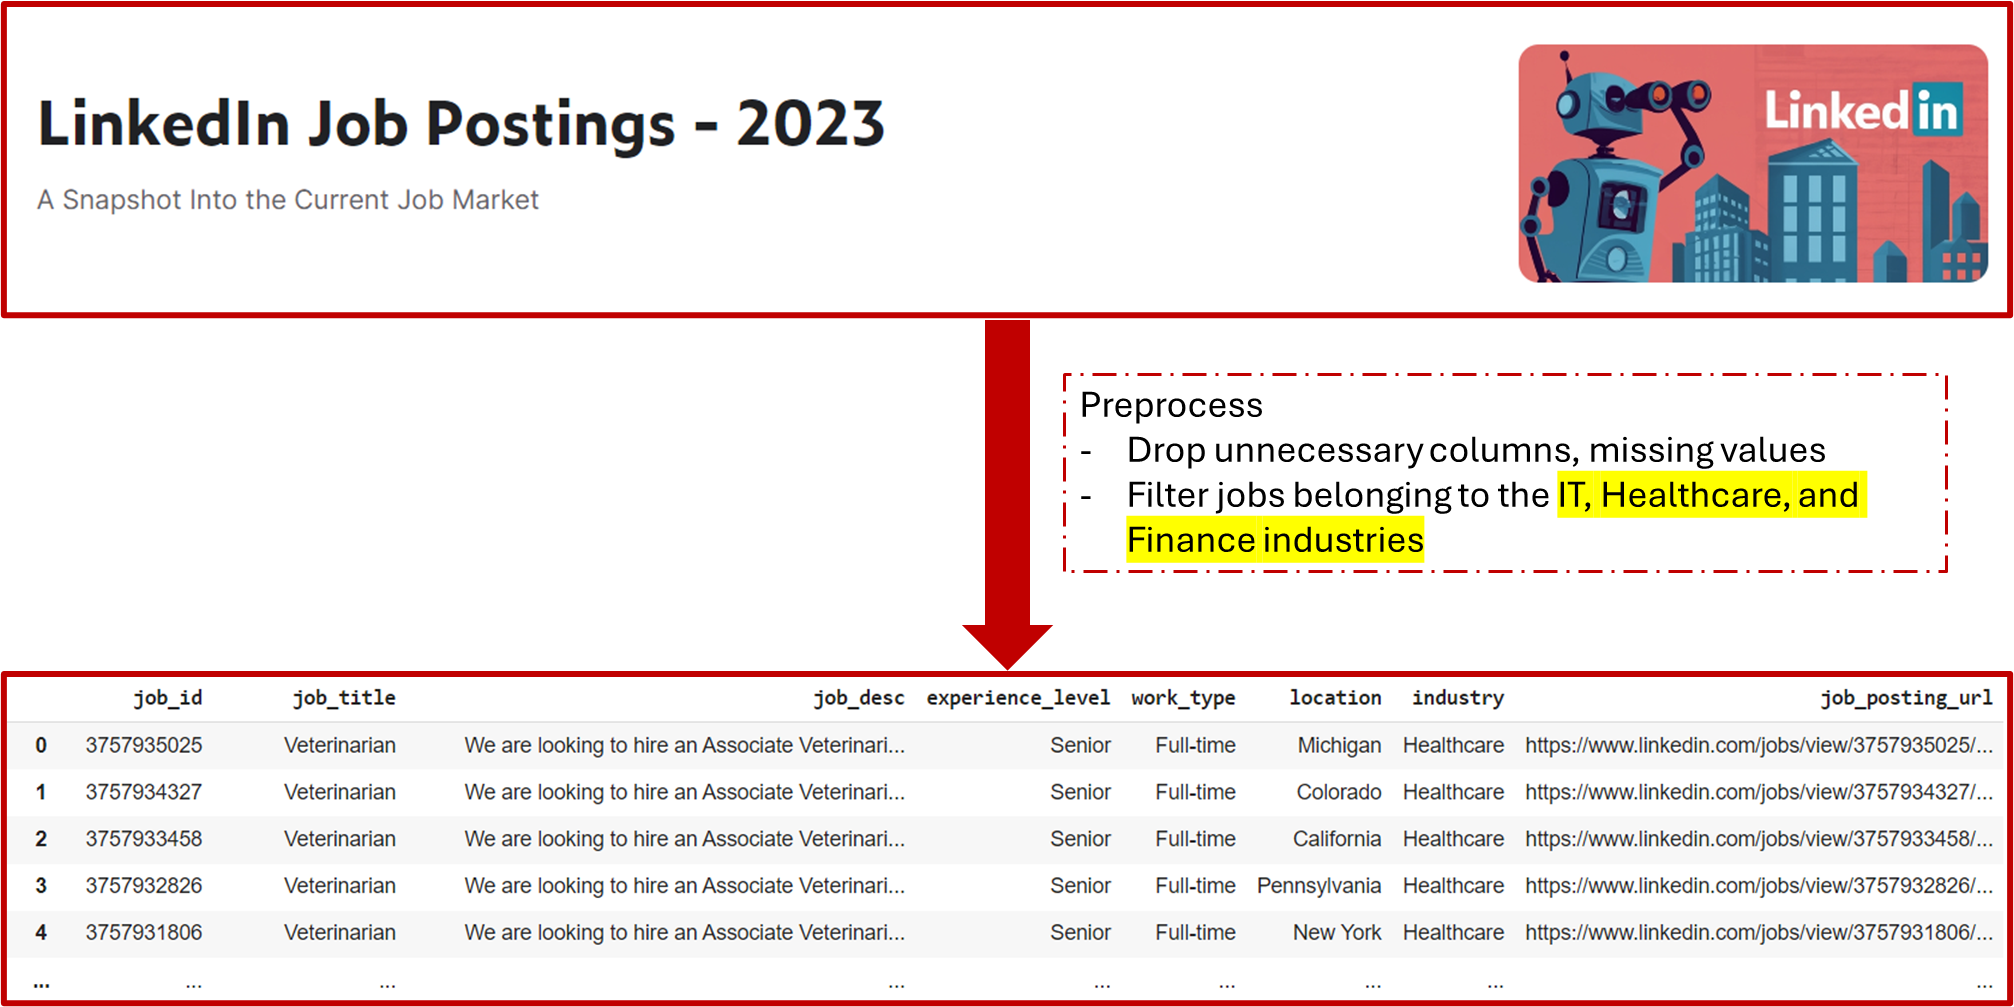 LinkedIn Job Postings - 2023
A Snapshot Into the Current Job Market
Linkedin
Preprocess
- Drop unnecessary columns, missing values
- Filter jobs belonging to the IT, Healthcare, and
Finance industries
job_id job_title job_desc experience_level work_type location industry job_posting_url
0 3757935025 Veterinarian We are looking to hire an Associate Veterinari... Senior Full-time Michigan Healthcare https://www.linkedin.com/jobs/view/3757935025/...
1 3757934327 Veterinarian We are looking to hire an Associate Veterinari... Senior Full-time Colorado Healthcare https://www.linkedin.com/jobs/view/3757934327/...
2 3757933458 Veterinarian We are looking to hire an Associate Veterinari... Senior Full-time California Healthcare https://www.linkedin.com/jobs/view/3757933458/...
3 3757932826 Veterinarian We are looking to hire an Associate Veterinari... Senior Full-time Pennsylvania Healthcare https://www.linkedin.com/jobs/view/3757932826/...
4 3757931806 Veterinarian We are looking to hire an Associate Veterinari... Senior Full-time New York Healthcare https://www.linkedin.com/jobs/view/3757931806/...
... ... ... ... ... ... ... ... ...